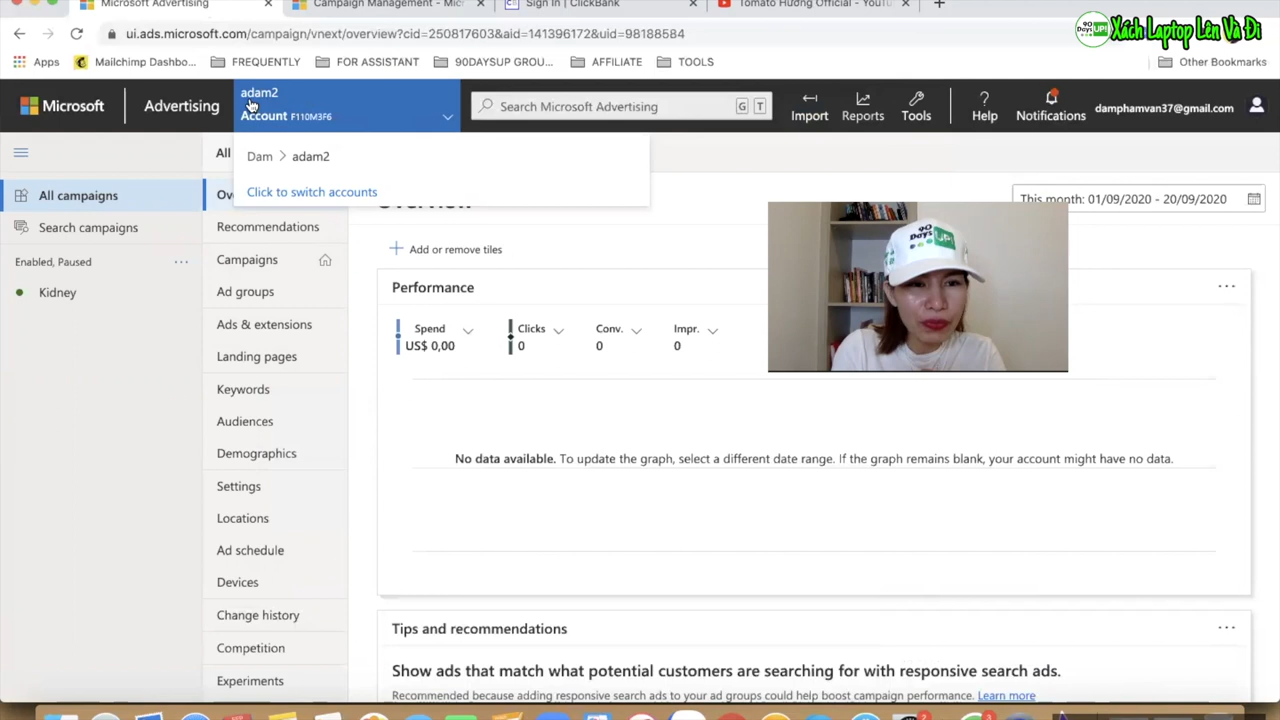 Microsoft Advertising
Campaign Management - Micr
Sign In | ClickBank
Tomato Hương Official - YouTu
ui.ads.microsoft.com/campaign/vnext/overview?cid=250817603&aid=141396172&uid=98188584
90 Days UP!
Xách Laptop Lên Và Đi
Apps
Mailchimp Dashbo...
FREQUENTLY
FOR ASSISTANT
90DAYSUP GROU...
AFFILIATE
TOOLS
Other Bookmarks
Microsoft
Advertising
adam2
Account F110M3F6
Search Microsoft Advertising
G T
Import
Reports
Tools
Help
Notifications
damphamvan37@gmail.com
All
Dam > adam2
Click to switch accounts
All campaigns
Search campaigns
Enabled, Paused
Kidney
Recommendations
Campaigns
Ad groups
Ads & extensions
Landing pages
Keywords
Audiences
Demographics
Settings
Locations
Ad schedule
Devices
Change history
Competition
Experiments
Overview
This month: 01/09/2020 - 20/09/2020
Add or remove tiles
Performance
Spend
US$ 0,00
Clicks
0
Conv.
0
Impr.
0
90 Days UP!
No data available. To update the graph, select a different date range. If the graph remains blank, your account might have no data.
Tips and recommendations
Show ads that match what potential customers are searching for with responsive search ads.
Recommended because adding responsive search ads to your ad groups could help boost campaign performance. Learn more